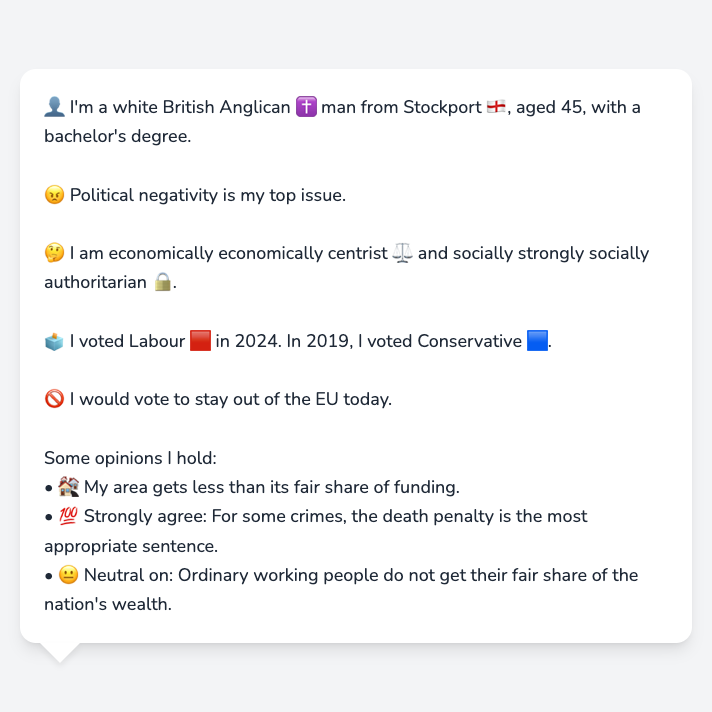 👤 I'm a white British Anglican ✝️ man from Stockport 🏴󠁧󠁢󠁥󠁮󠁧󠁿, aged 45, with a
bachelor's degree.
😠 Political negativity is my top issue.
🤔 I am economically economically centrist ⚖️ and socially strongly socially
authoritarian 🔒.
🗳️ I voted Labour 🟥 in 2024. In 2019, I voted Conservative 🟦.
🚫 I would vote to stay out of the EU today.
Some opinions I hold:
• 🏚️ My area gets less than its fair share of funding.
• 💯 Strongly agree: For some crimes, the death penalty is the most
appropriate sentence.
• 😐 Neutral on: Ordinary working people do not get their fair share of the
nation's wealth.